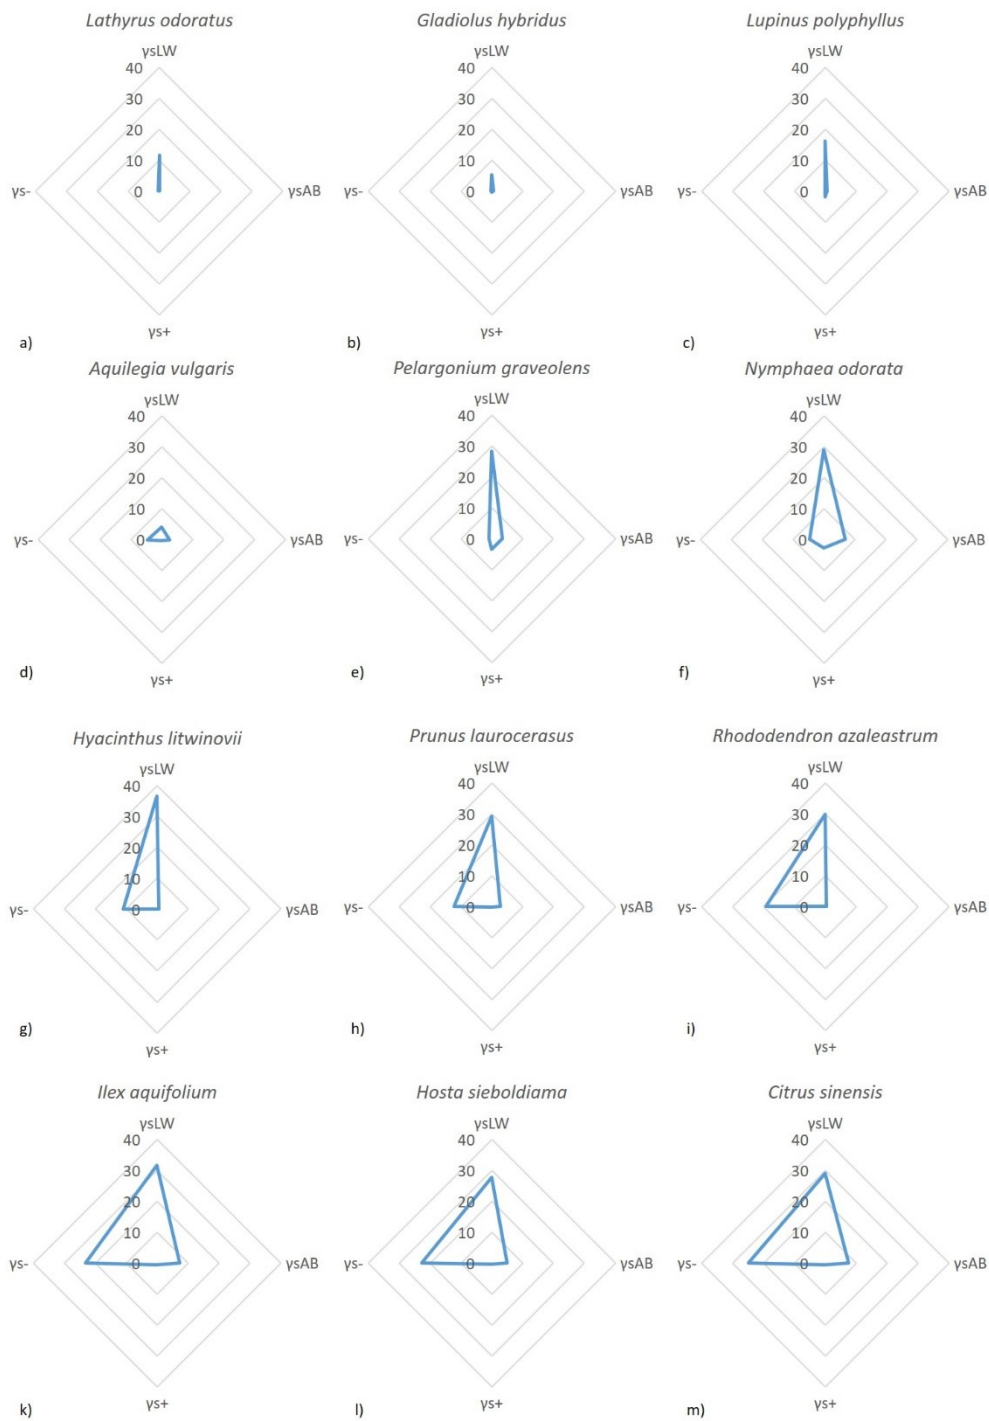 Lathyrus odoratus
γsLW
40
30
20
10
0
γs-
γsAB
γs+
a)
Gladiolus hybridus
γsLW
40
30
20
10
0
γs-
γsAB
γs+
b)
Lupinus polyphyllus
γsLW
40
30
20
10
0
γs-
γsAB
γs+
c)
Aquilegia vulgaris
γsLW
40
30
20
10
0
γs-
γsAB
γs+
d)
Pelargonium graveolens
γsLW
40
30
20
10
0
γs-
γsAB
γs+
e)
Nymphaea odorata
γsLW
40
30
20
10
0
γs-
γsAB
γs+
f)
Hyacinthus litwinovii
γsLW
40
30
20
10
0
γs-
γsAB
γs+
g)
Prunus laurocerasus
γsLW
40
30
20
10
0
γs-
γsAB
γs+
h)
Rhododendron azaleastrum
γsLW
40
30
20
10
0
γs-
γsAB
γs+
i)
Ilex aquifolium
γsLW
40
30
20
10
0
γs-
γsAB
γs+
k)
Hosta sieboldiama
γsLW
40
30
20
10
0
γs-
γsAB
γs+
l)
Citrus sinensis
γsLW
40
30
20
10
0
γs-
γsAB
γs+
m)